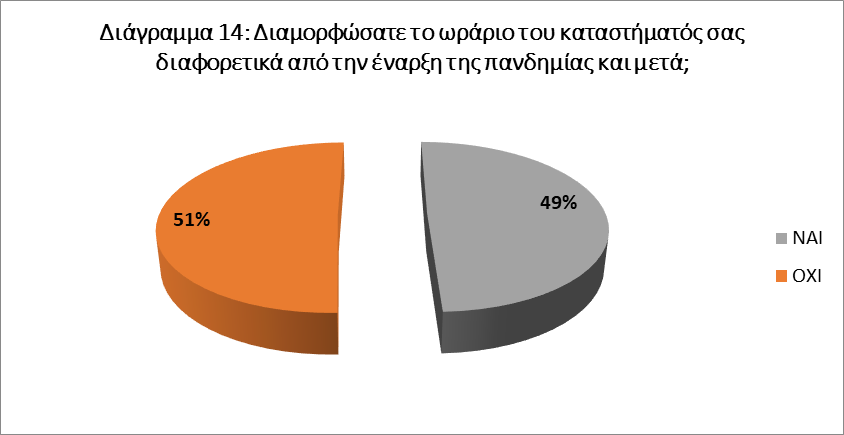 Διάγραμμα 14: Διαμορφώσατε το ωράριο του καταστήματός σας
διαφορετικά από την έναρξη της πανδημίας και μετά;
51%
49%
ΝΑΙ
ΟΧΙ